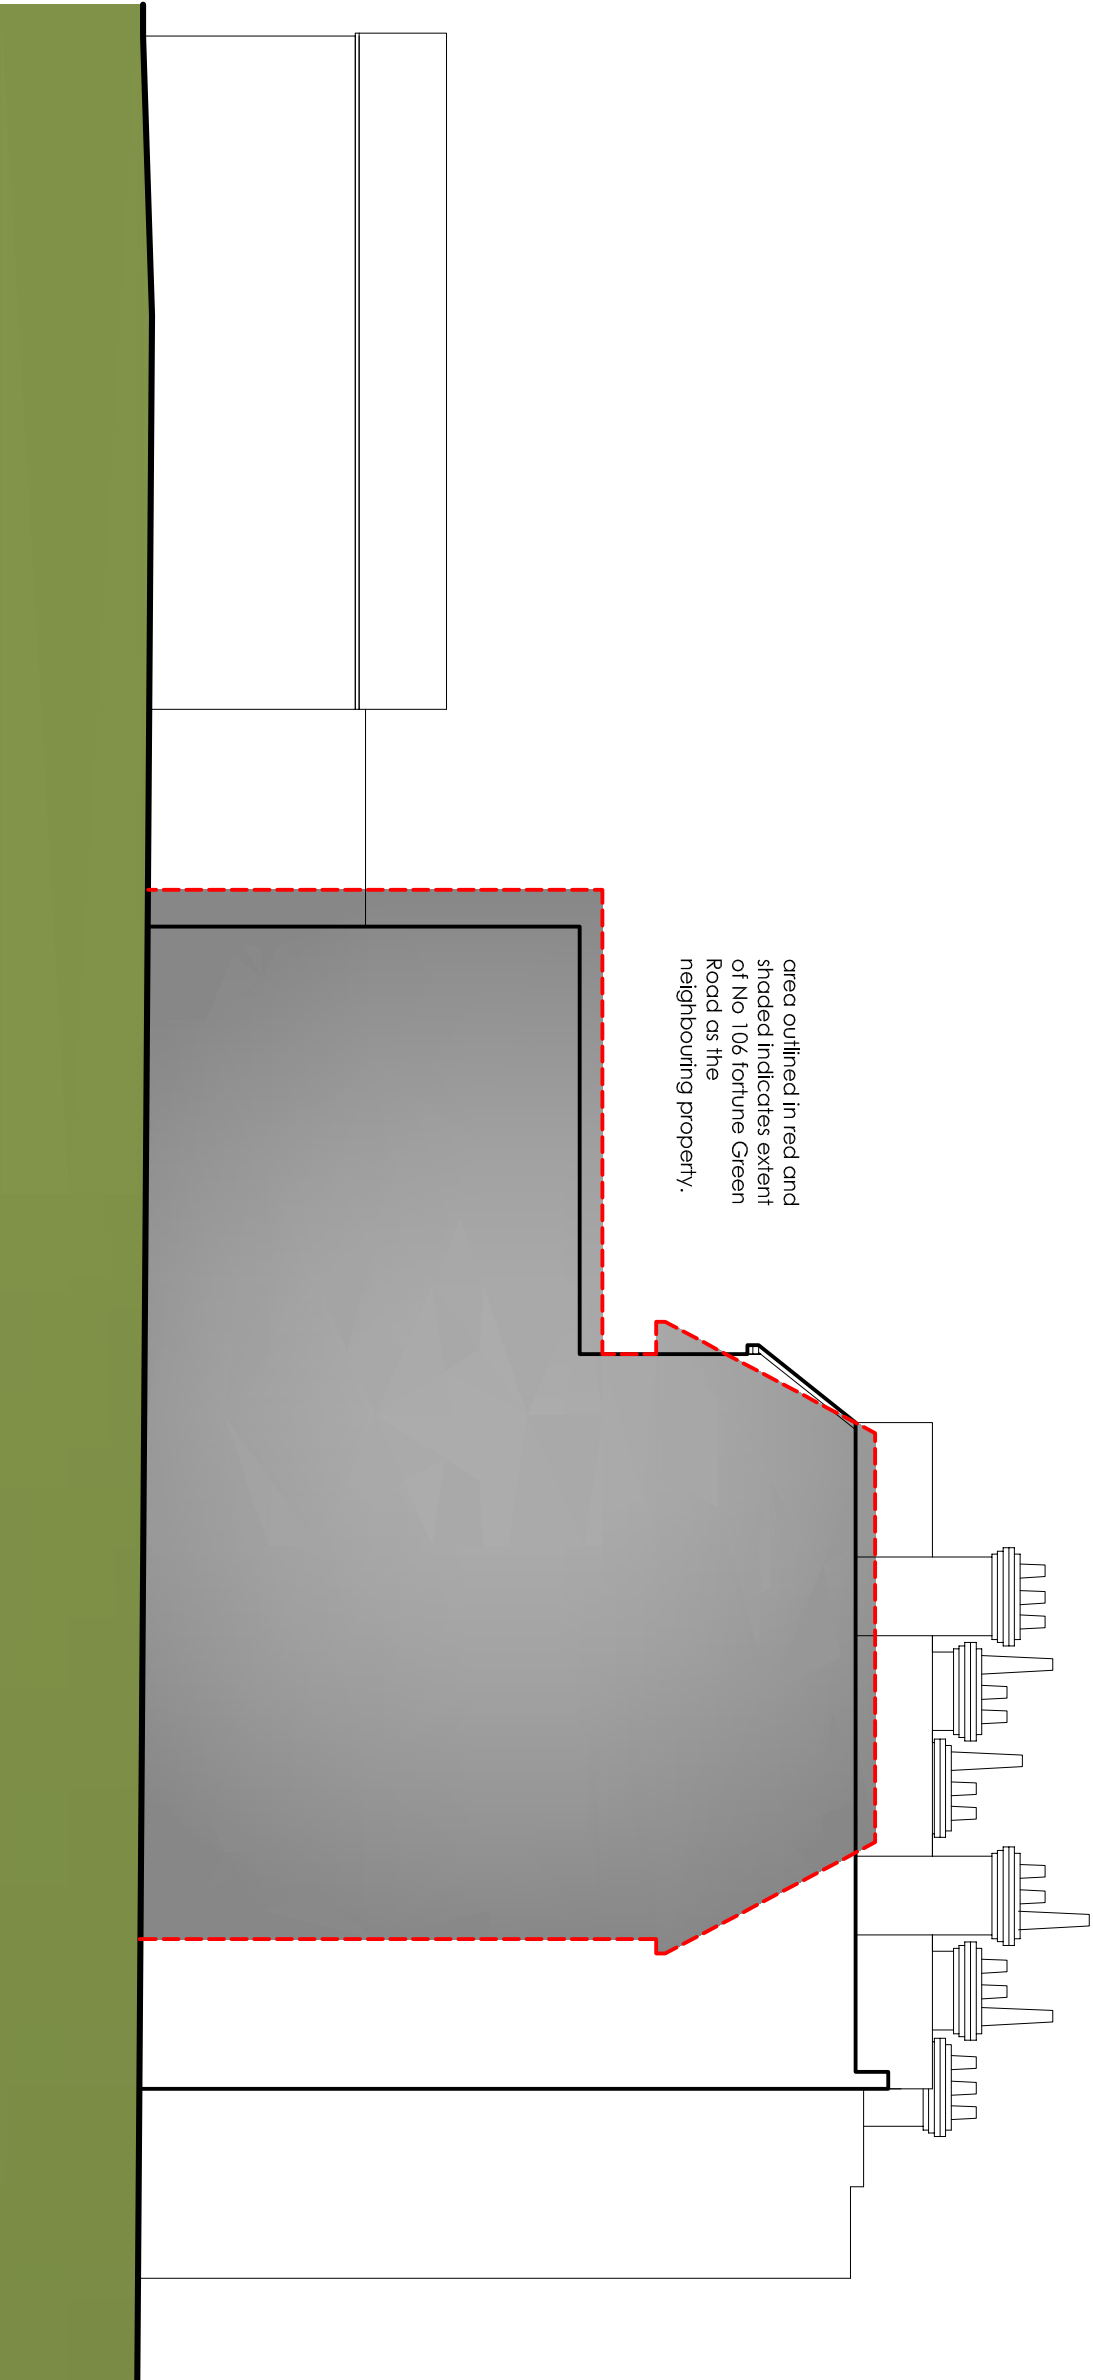 area outlined in red and
shaded indicates extent
of No 106 fortune Green
Road as the
neighbouring property.